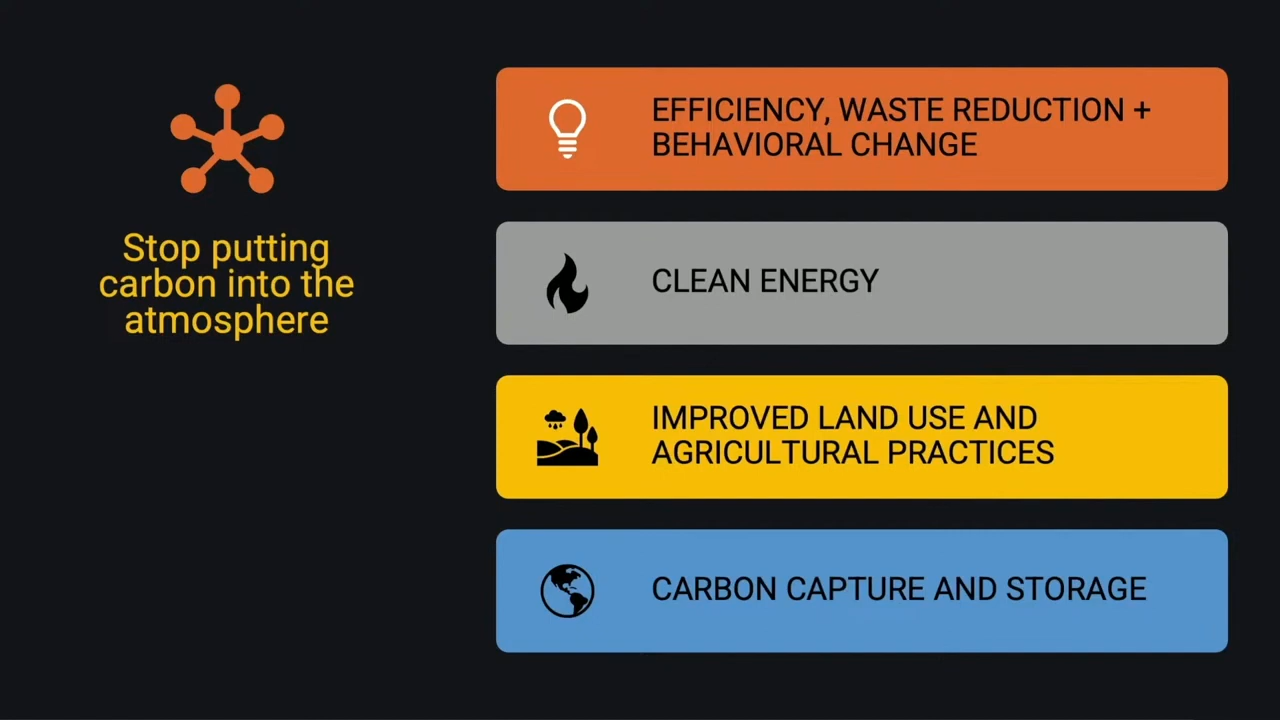 Stop putting
carbon into the
atmosphere
EFFICIENCY, WASTE REDUCTION +
BEHAVIORAL CHANGE
CLEAN ENERGY
IMPROVED LAND USE AND
AGRICULTURAL PRACTICES
CARBON CAPTURE AND STORAGE